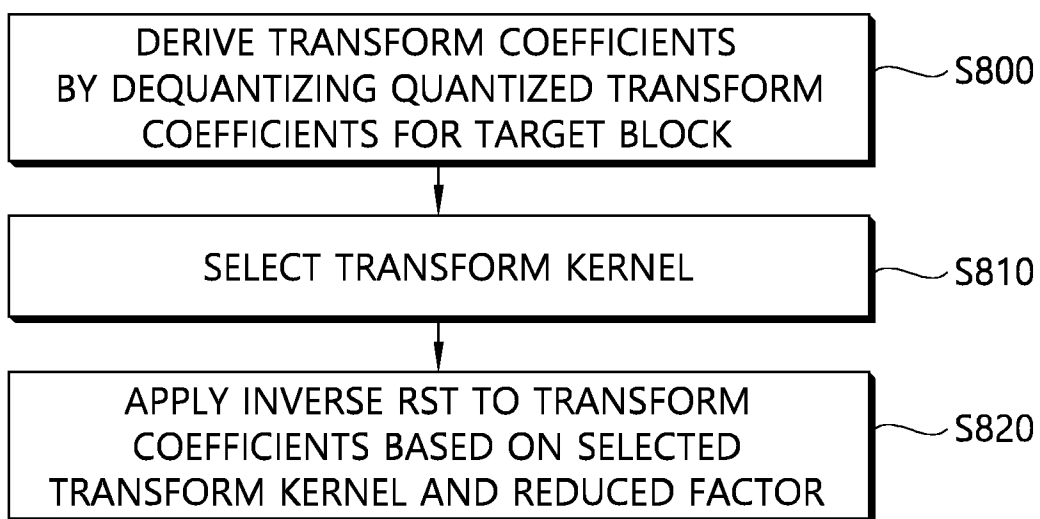 DERIVE TRANSFORM COEFFICIENTS
BY DEQUANTIZING QUANTIZED TRANSFORM
COEFFICIENTS FOR TARGET BLOCK
S800
SELECT TRANSFORM KERNEL
S810
APPLY INVERSE RST TO TRANSFORM
COEFFICIENTS BASED ON SELECTED
TRANSFORM KERNEL AND REDUCED FACTOR
S820